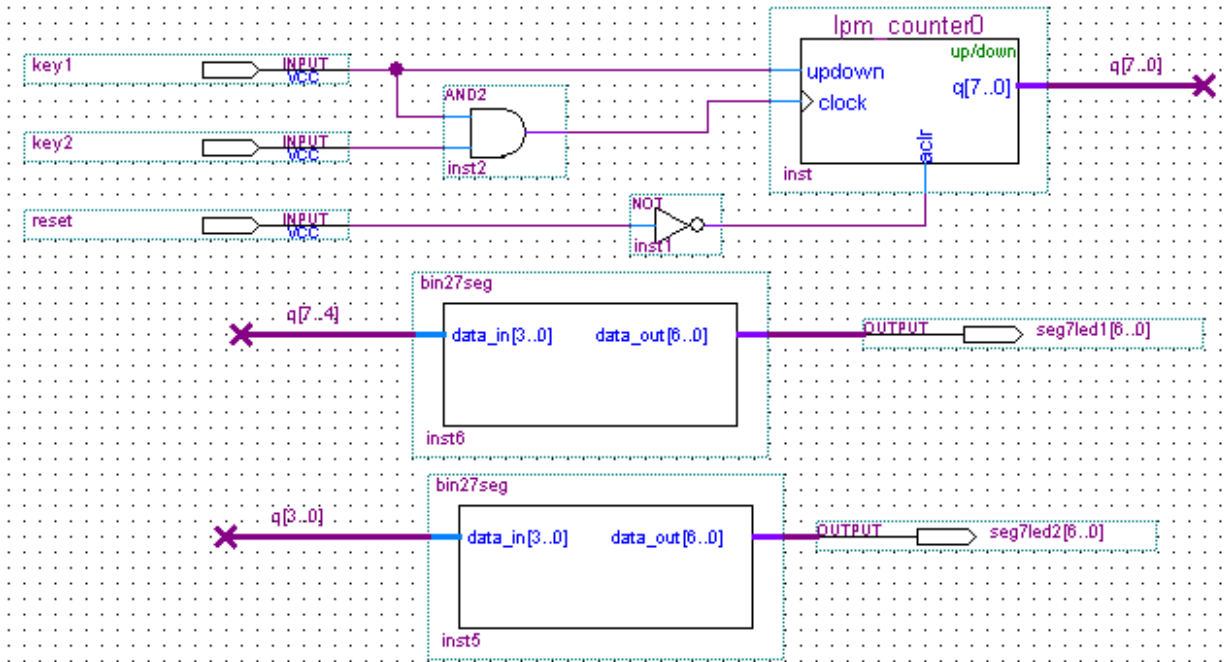 lpm_counter0
up/down
key1
INPUT
VCC
updown
q[7..0]
q[7..0]
AND2
clock
key2
INPUT
VCC
inst2
aclr
inst
reset
INPUT
VCC
NOT
inst1
bin27seg
q[7..4]
data_in[3..0]
data_out[6..0]
OUTPUT
seg7led1[6..0]
inst6
bin27seg
q[3..0]
data_in[3..0]
data_out[6..0]
OUTPUT
seg7led2[6..0]
inst5